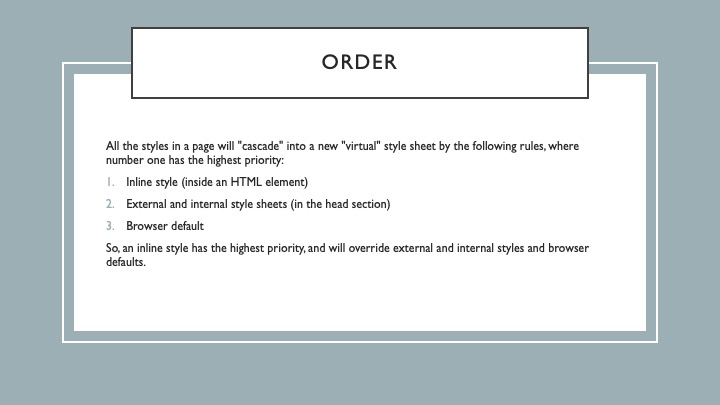 ORDER
All the styles in a page will "cascade" into a new "virtual" style sheet by the following rules, where
number one has the highest priority:
1. Inline style (inside an HTML element)
2. External and internal style sheets (in the head section)
3. Browser default
So, an inline style has the highest priority, and will override external and internal styles and browser
defaults.